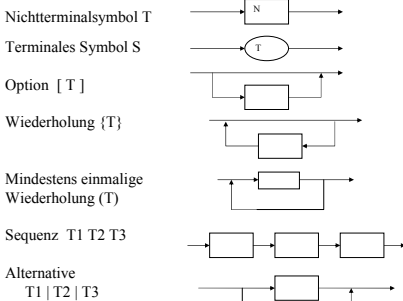 Nichtterminalsymbol T
N
Terminales Symbol S
T
Option [ T ]
Wiederholung {T}
Mindestens einmalige
Wiederholung (T)
Sequenz T1 T2 T3
Alternative
T1 | T2 | T3